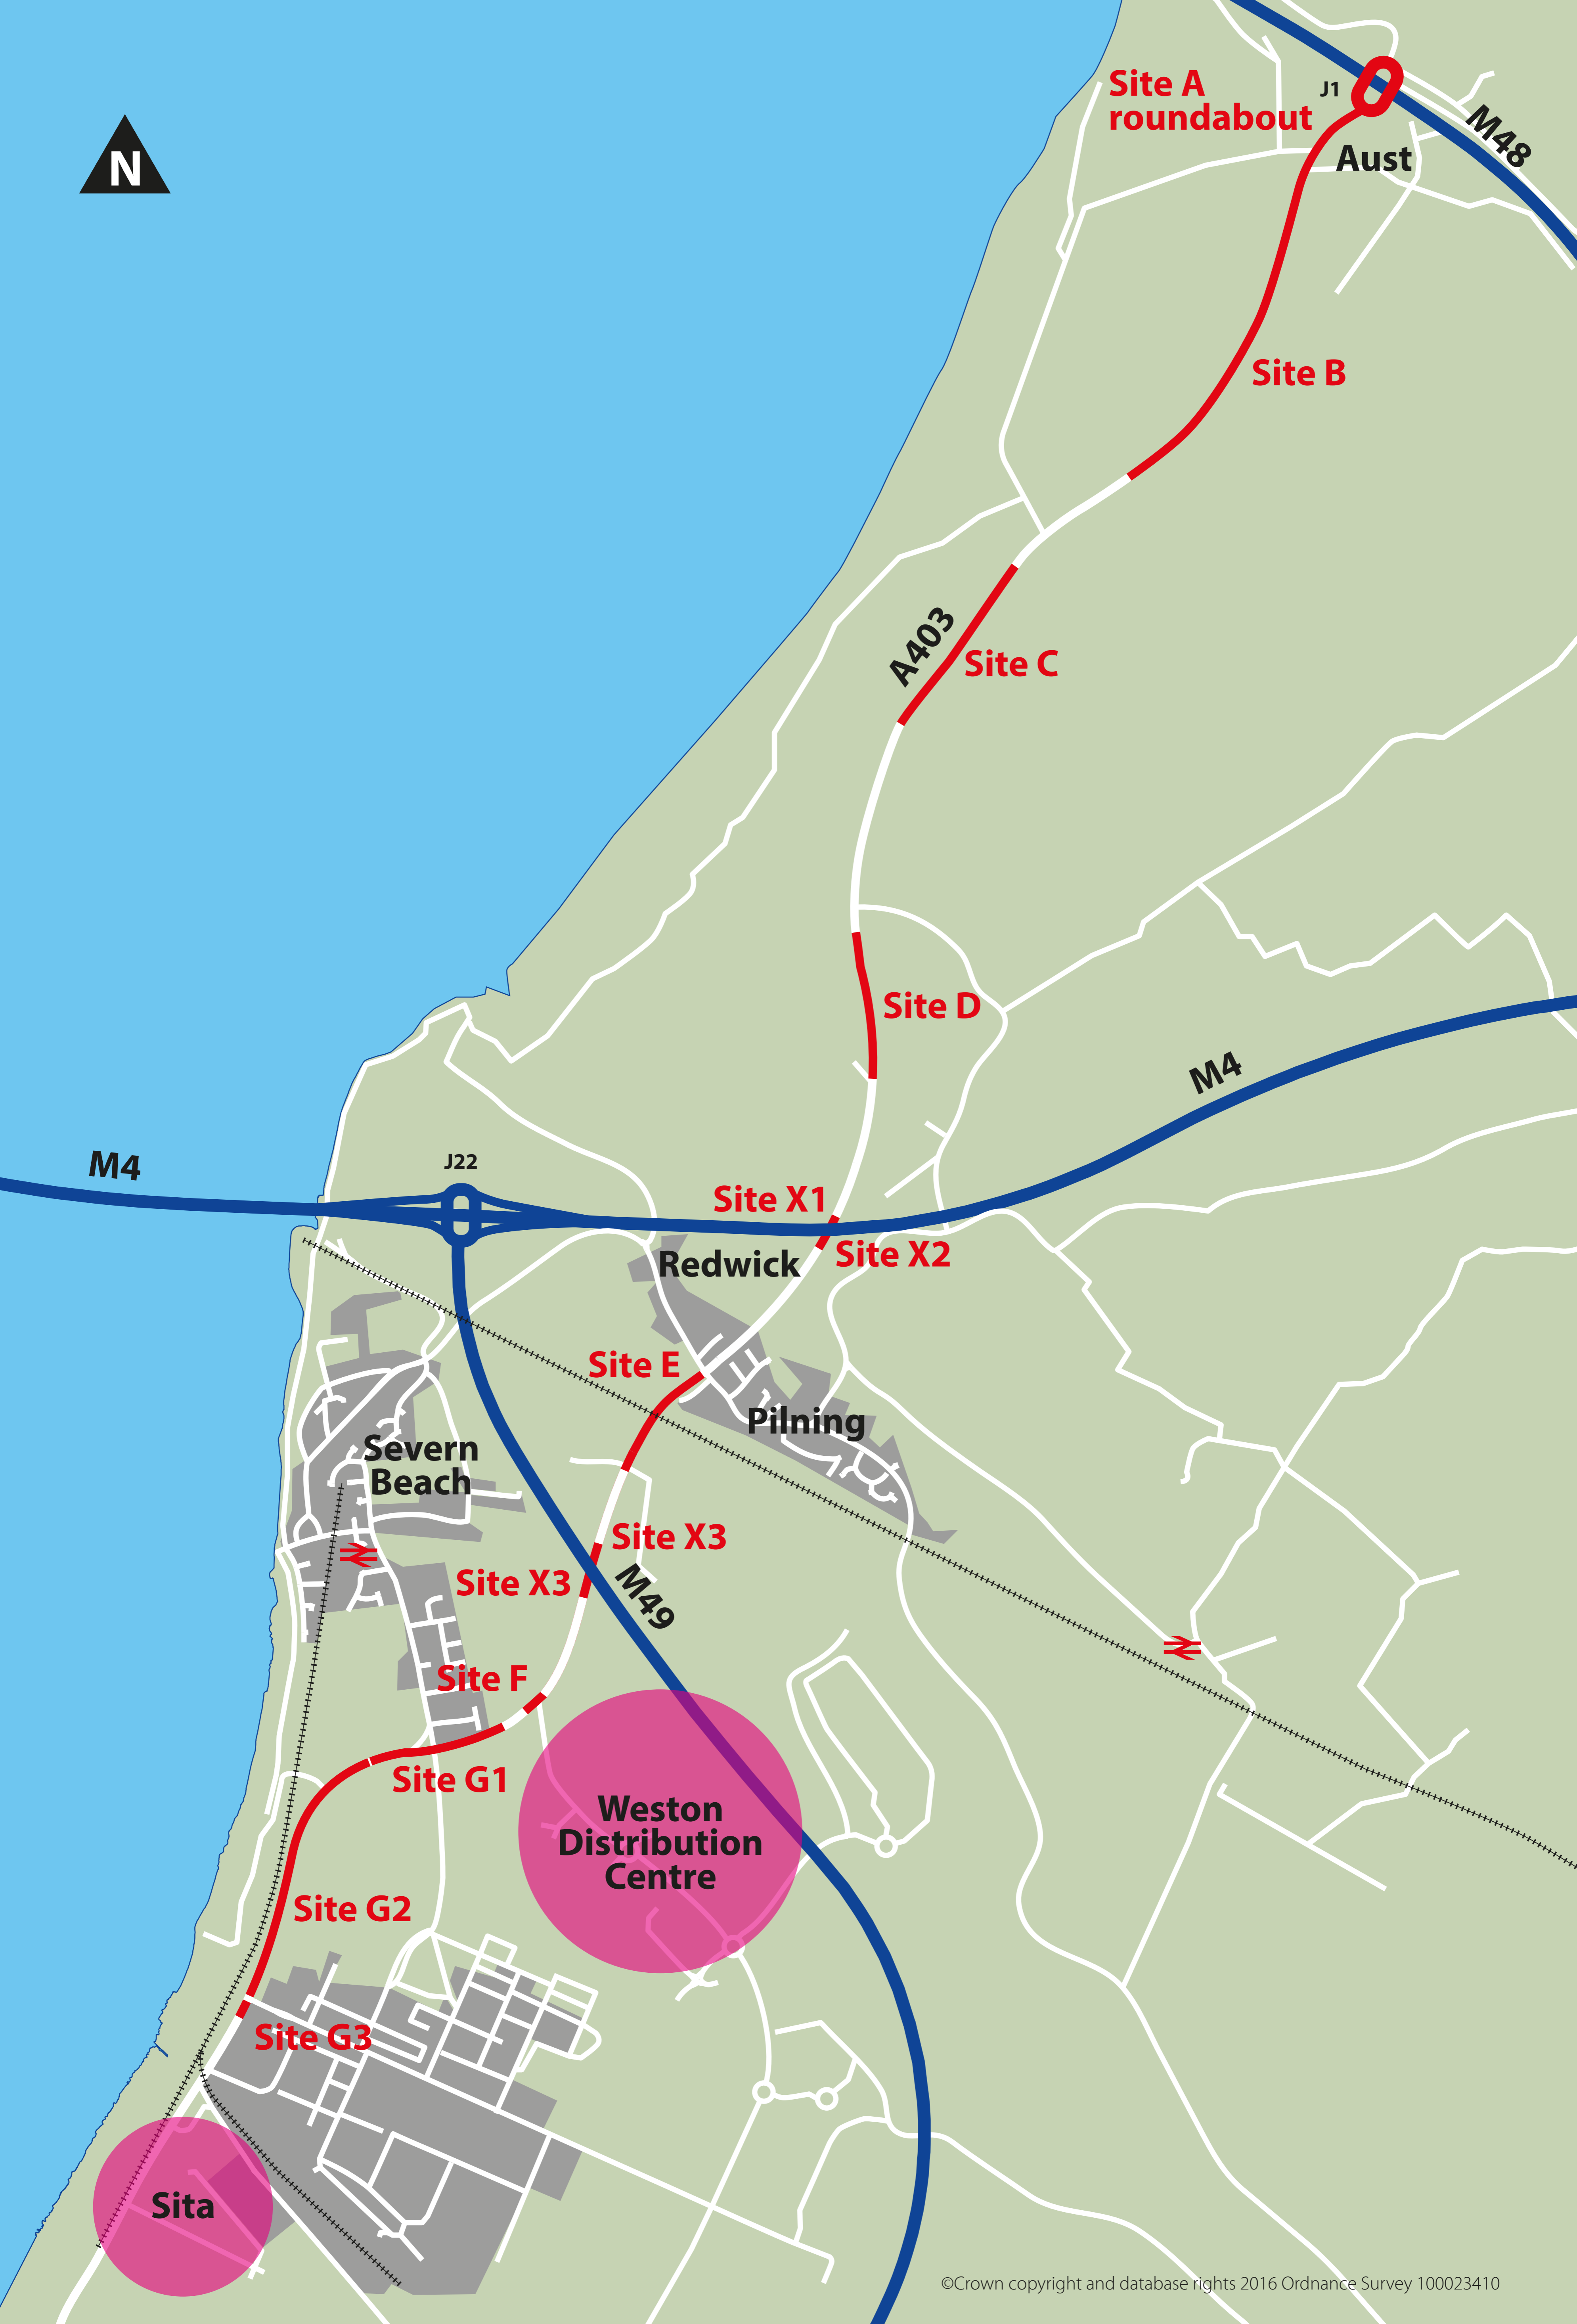 Site A
roundabout
J1
M48
N
Aust
Site B
A403
Site C
Site D
M4
M4
J22
Site X1
Site X2
Redwick
Site E
Pilning
Severn
Beach
Site X3
Site X3
M49
Site F
Site G1
Weston
Distribution
Centre
Site G2
Site G3
Sita
©Crown copyright and database rights 2016 Ordnance Survey 100023410